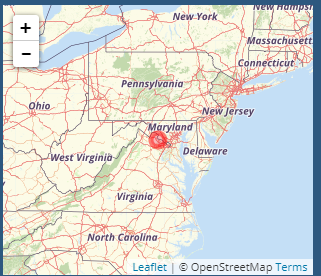 New York
New Hampsh
+
−
Massachusett
Connecticut
Ohio
Pennsylvania
New Jersey
Maryland
Delaware
West Virginia
Virginia
North Carolina
Leaflet | © OpenStreetMap Terms